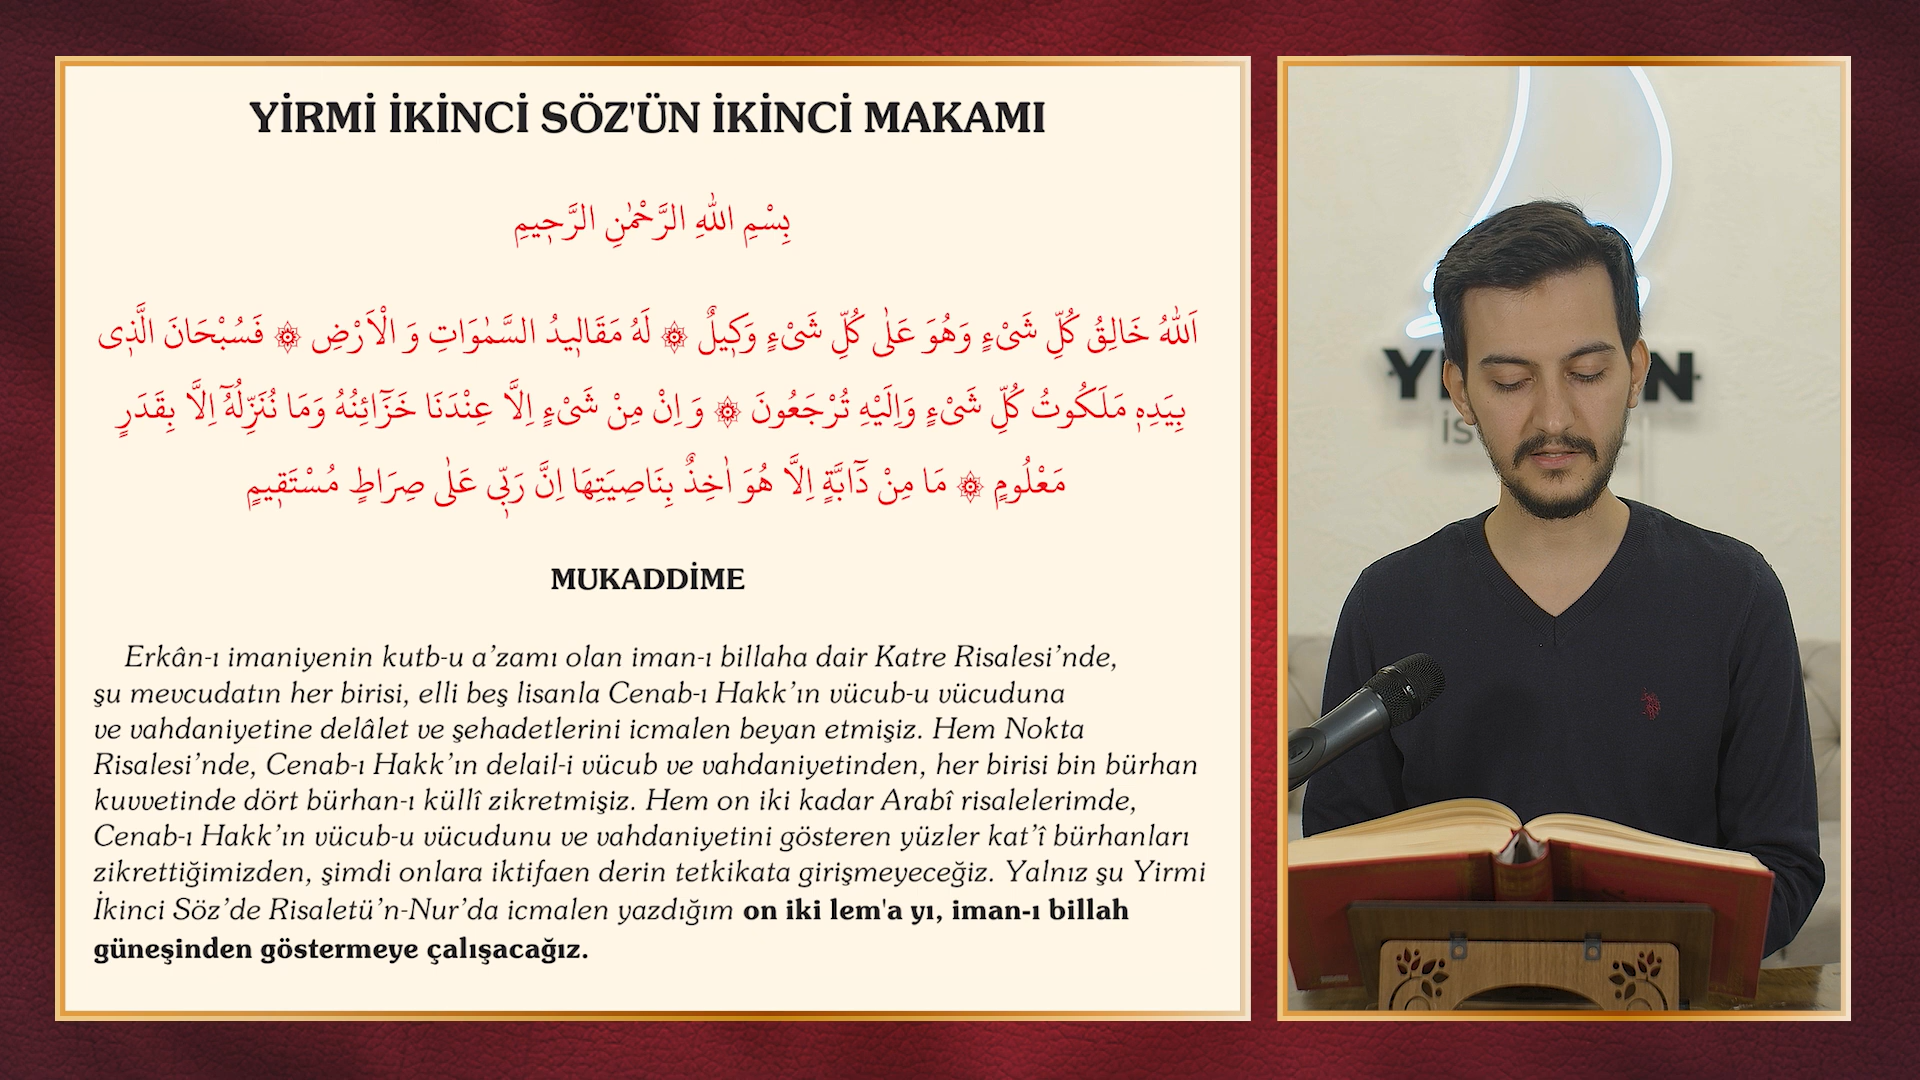 YİRMİ İKİNCİ SÖZ'ÜN İKİNCİ MAKAMI
بِسْمِ اللّٰهِ الرَّحْمٰنِ الرَّحٖيمِ
اَللّٰهُ خَالِقُ كُلِّ شَىْءٍ وَهُوَ عَلٰى كُلِّ شَىْءٍ وَكٖيلٌ ۞ لَهُ مَقَالٖيدُ السَّمٰوَاتِ وَ الْاَرْضِ ۞ فَسُبْحَانَ الَّذٖى
بِيَدِهٖ مَلَكُوتُ كُلِّ شَىْءٍ وَاِلَيْهِ تُرْجَعُونَ ۞ وَ اِنْ مِنْ شَىْءٍ اِلَّا عِنْدَنَا خَزَٓائِنُهُ وَمَا نُنَزِّلُهُٓ اِلَّا بِقَدَرٍ
مَعْلُومٍ ۞ مَا مِنْ دَٓابَّةٍ اِلَّا هُوَ اٰخِذٌ بِنَاصِيَتِهَا اِنَّ رَبّٖى عَلٰى صِرَاطٍ مُسْتَقٖيمٍ
MUKADDİME
Erkân-ı imaniyenin kutb-u a’zamı olan iman-ı billaha dair Katre Risalesi’nde,
şu mevcudatın her birisi, elli beş lisanla Cenab-ı Hakk’ın vücub-u vücuduna
ve vahdaniyetine delâlet ve şehadetlerini icmalen beyan etmişiz. Hem Nokta
Risalesi’nde, Cenab-ı Hakk’ın delail-i vücub ve vahdaniyetinden, her birisi bin bürhan
kuvvetinde dört bürhan-ı küllî zikretmişiz. Hem on iki kadar Arabî risalelerimde,
Cenab-ı Hakk’ın vücub-u vücudunu ve vahdaniyetini gösteren yüzler kat’î bürhanları
zikrettiğimizden, şimdi onlara iktifaen derin tetkikata girişmeyeceğiz. Yalnız şu Yirmi
İkinci Söz’de Risaletü’n-Nur’da icmalen yazdığım on iki lem'a yı, iman-ı billah
güneşinden göstermeye çalışacağız.